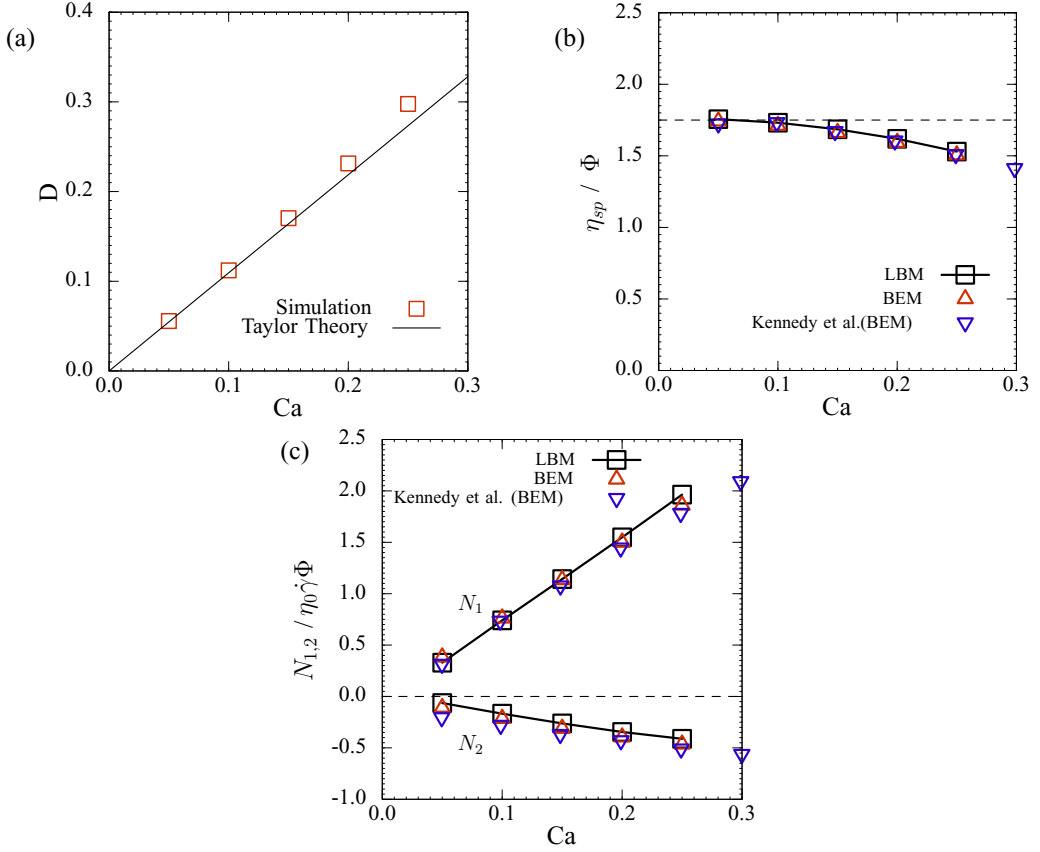 (a)
0.4
0.3
0.2
0.1
0.0
D
Simulation
Taylor Theory
0.0 0.1 0.2 0.3
Ca
(b)
2.5
2.0
1.5
1.0
0.5
0.0
η_sp / Φ
LBM
BEM
Kennedy et al.(BEM)
0.0 0.1 0.2 0.3
Ca
(c)
2.5
2.0
1.5
1.0
0.5
0.0
-0.5
-1.0
N_{1,2} / η_0 γ̇ Φ
LBM
BEM
Kennedy et al. (BEM)
N_1
N_2
0.0 0.1 0.2 0.3
Ca